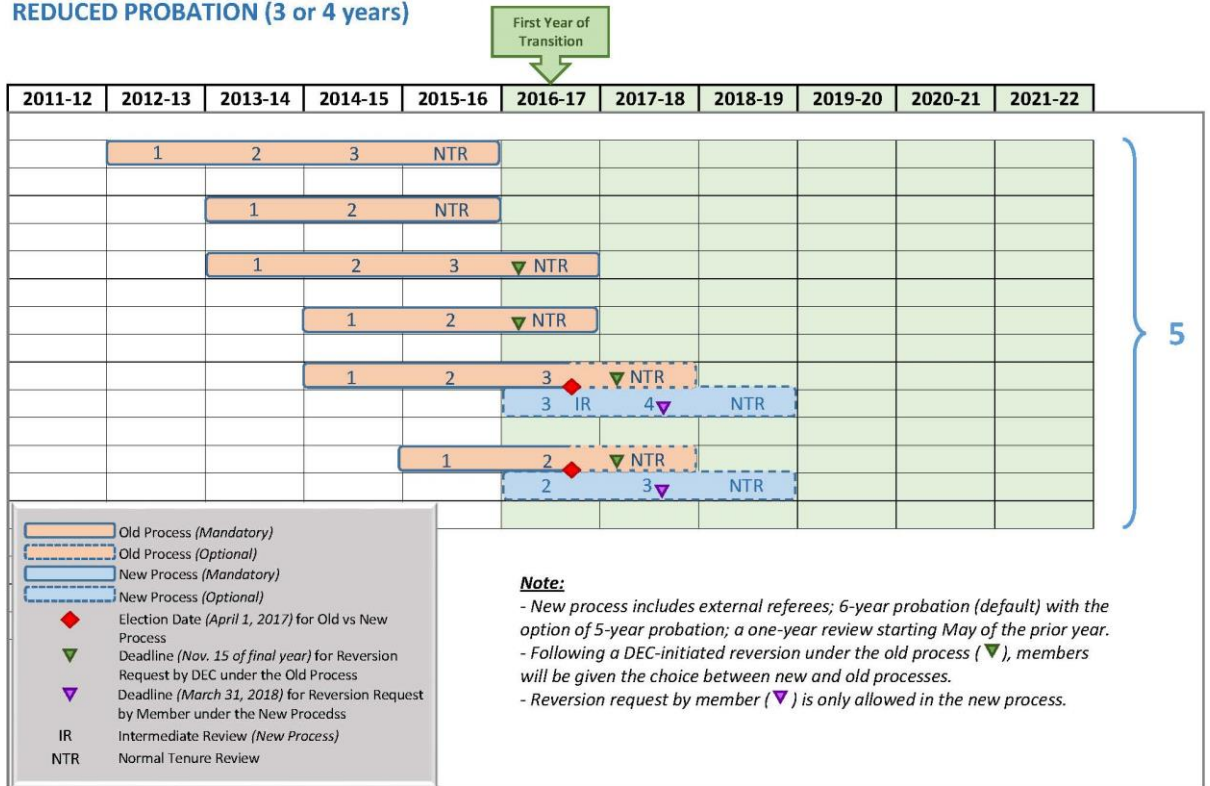 REDUCED PROBATION (3 or 4 years)
First Year of
Transition
2011-12 2012-13 2013-14 2014-15 2015-16 2016-17 2017-18 2018-19 2019-20 2020-21 2021-22
1 2 3 NTR
1 2 NTR
1 2 3 NTR
1 2 NTR
5
1 2 3 NTR
3 IR 4 NTR
1 2 NTR
2 3 NTR
Old Process (Mandatory)
Old Process (Optional)
New Process (Mandatory)
New Process (Optional)
Election Date (April 1, 2017) for Old vs New
Process
Deadline (Nov. 15 of final year) for Reversion
Request by DEC under the Old Process
Deadline (March 31, 2018) for Reversion Request
by Member under the New Procedss
IR Intermediate Review (New Process)
NTR Normal Tenure Review
Note:
- New process includes external referees; 6-year probation (default) with the
option of 5-year probation; a one-year review starting May of the prior year.
- Following a DEC-initiated reversion under the old process (▼), members
will be given the choice between new and old processes.
- Reversion request by member (▼) is only allowed in the new process.